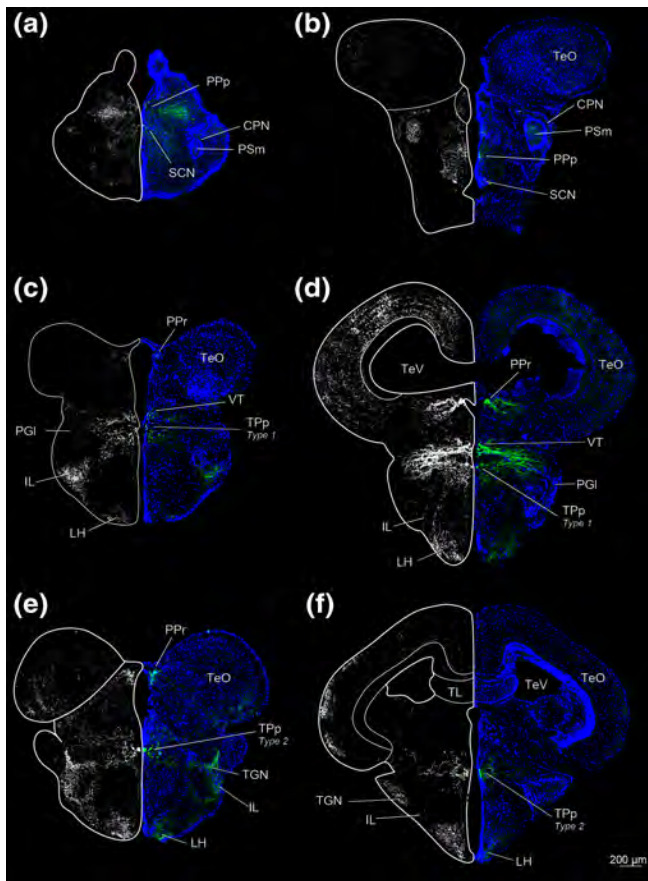 (a)
PPp
CPN
PSm
SCN
(b)
TeO
CPN
PSm
PPp
SCN
(c)
PPr
TeO
VT
PGl
TPp
Type 1
IL
LH
(d)
TeV
PPr
TeO
VT
PGl
TPp
Type 1
IL
LH
(e)
PPr
TeO
TPp
Type 2
TGN
IL
LH
(f)
TL
TeV
TeO
TGN
IL
TPp
Type 2
LH
200 µm